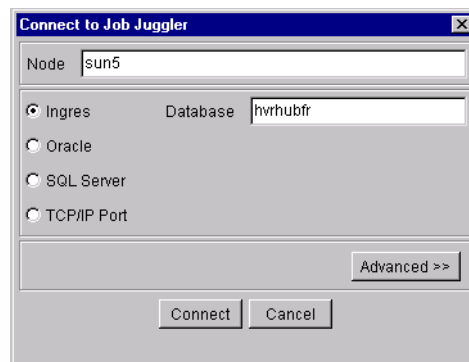 Connect to Job Juggler
Node sun5
Ingres Database hvrhubfr
Oracle
SQL Server
TCP/IP Port
Advanced >>
Connect Cancel